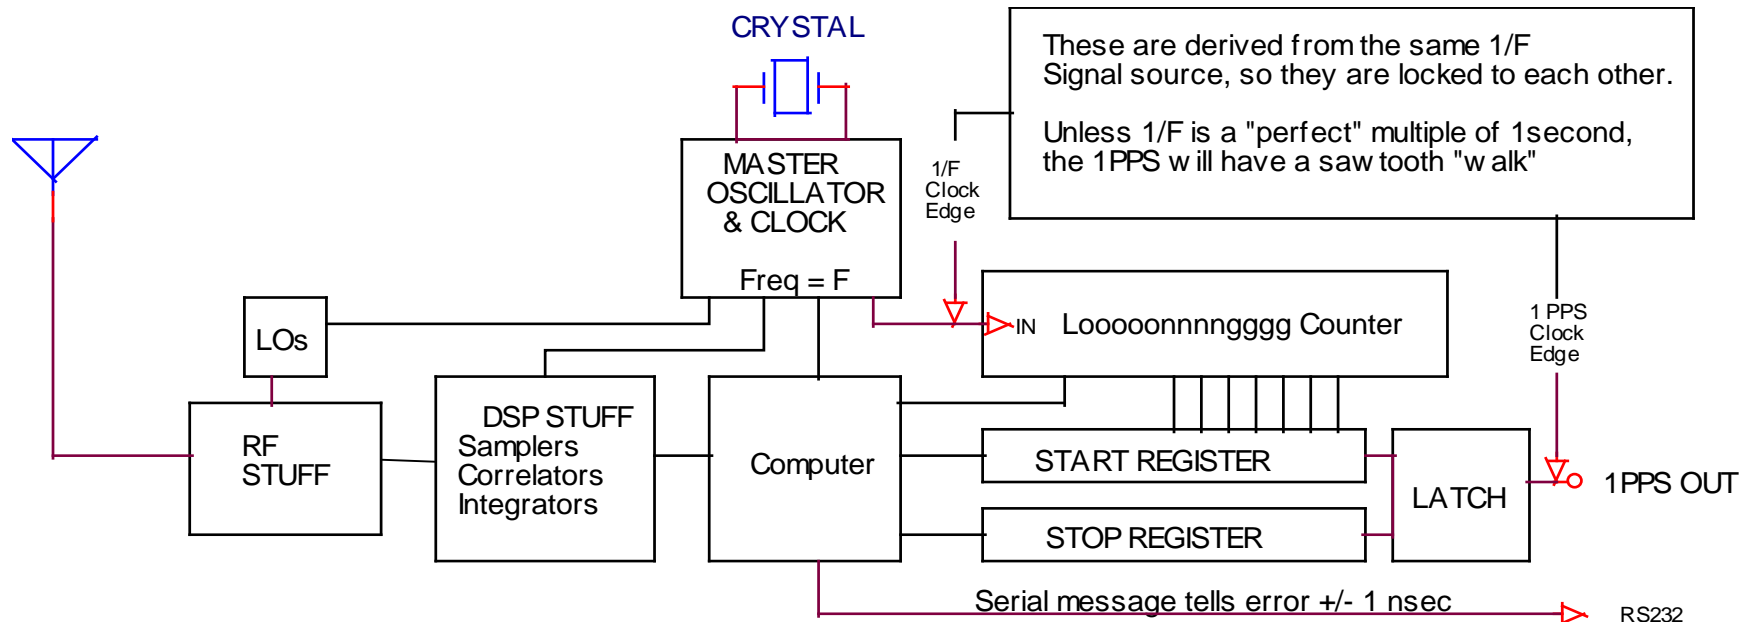 CRYSTAL
These are derived from the same 1/F
Signal source, so they are locked to each other.
Unless 1/F is a "perfect" multiple of 1second,
the 1PPS will have a saw tooth "walk"
MASTER
OSCILLATOR
& CLOCK
Freq = F
1/F
Clock
Edge
LOs
IN
Looooonnnngggg Counter
1 PPS
Clock
Edge
RF
STUFF
DSP STUFF
Samplers
Correlators
Integrators
Computer
START REGISTER
STOP REGISTER
LATCH
1PPS OUT
Serial message tells error +/- 1 nsec
RS232